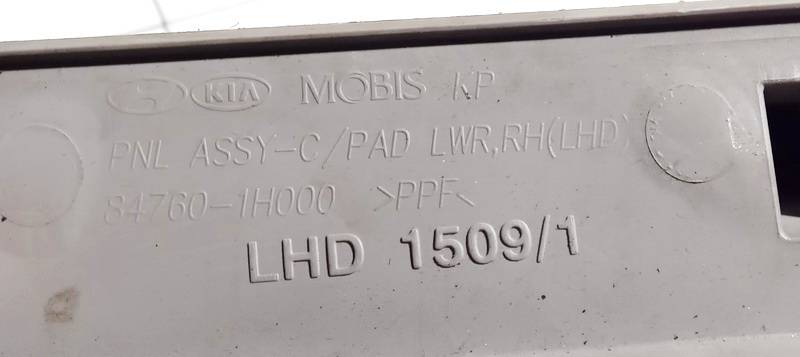 KIA MOBIS KP
PNL ASSY-C/PAD LWR,RH(LHD)
84760-1H000 >PPF<
LHD 1509/1